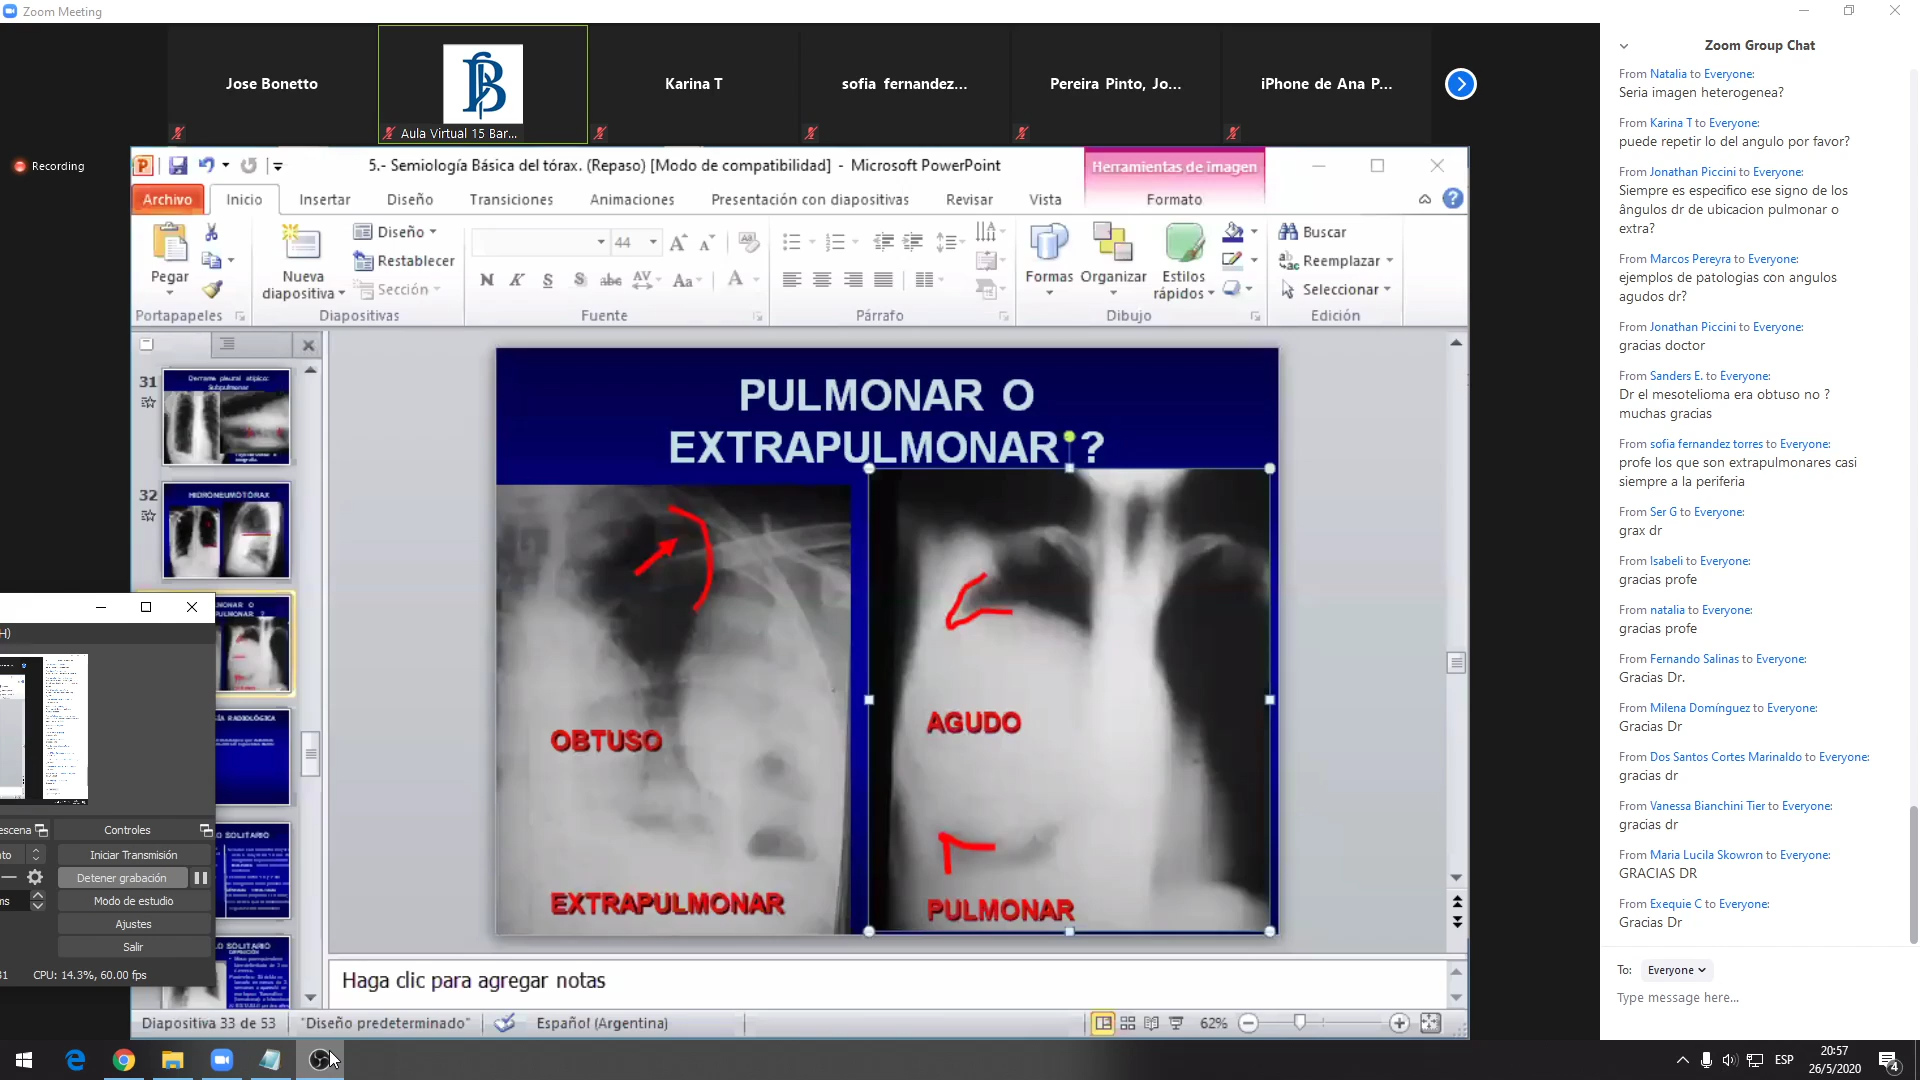 Zoom Meeting
Jose Bonetto
Aula Virtual 15 Bar...
Karina T
sofia fernandez...
Pereira Pinto, Jo...
iPhone de Ana P...
Recording
5.- Semiología Básica del tórax. (Repaso) [Modo de compatibilidad] - Microsoft PowerPoint
Herramientas de imagen
Archivo
Inicio
Insertar
Diseño
Transiciones
Animaciones
Presentación con diapositivas
Revisar
Vista
Formato
Pegar
Nueva
diapositiva
Diseño
Restablecer
Sección
44
Formas
Organizar
Estilos
rápidos
Buscar
Reemplazar
Seleccionar
Portapapeles
Diapositivas
Fuente
Párrafo
Dibujo
Edición
31
Derrame pleural atípico:
Subpulmonar
32
HIDRONEUMOTÓRAX
PULMONAR O
EXTRAPULMONAR ?
OBTUSO
EXTRAPULMONAR
AGUDO
PULMONAR
Haga clic para agregar notas
Diapositiva 33 de 53
"Diseño predeterminado"
Español (Argentina)
62%
Controles
Iniciar Transmisión
Detener grabación
Modo de estudio
Ajustes
Salir
CPU: 14.3%, 60.00 fps
Zoom Group Chat
From Natalia to Everyone:
Seria imagen heterogenea?
From Karina T to Everyone:
puede repetir lo del angulo por favor?
From Jonathan Piccini to Everyone:
Siempre es especifico ese signo de los
ángulos dr de ubicacion pulmonar o
extra?
From Marcos Pereyra to Everyone:
ejemplos de patologias con angulos
agudos dr?
From Jonathan Piccini to Everyone:
gracias doctor
From Sanders E. to Everyone:
Dr el mesotelioma era obtuso no ?
muchas gracias
From sofia fernandez torres to Everyone:
profe los que son extrapulmonares casi
siempre a la periferia
From Ser G to Everyone:
grax dr
From Isabeli to Everyone:
gracias profe
From natalia to Everyone:
gracias profe
From Fernando Salinas to Everyone:
Gracias Dr.
From Milena Domínguez to Everyone:
Gracias Dr
From Dos Santos Cortes Marinaldo to Everyone:
gracias dr
From Vanessa Bianchini Tier to Everyone:
gracias dr
From Maria Lucila Skowron to Everyone:
GRACIAS DR
From Exequie C to Everyone:
Gracias Dr
To: Everyone
Type message here...
ESP
20:57
26/5/2020
4